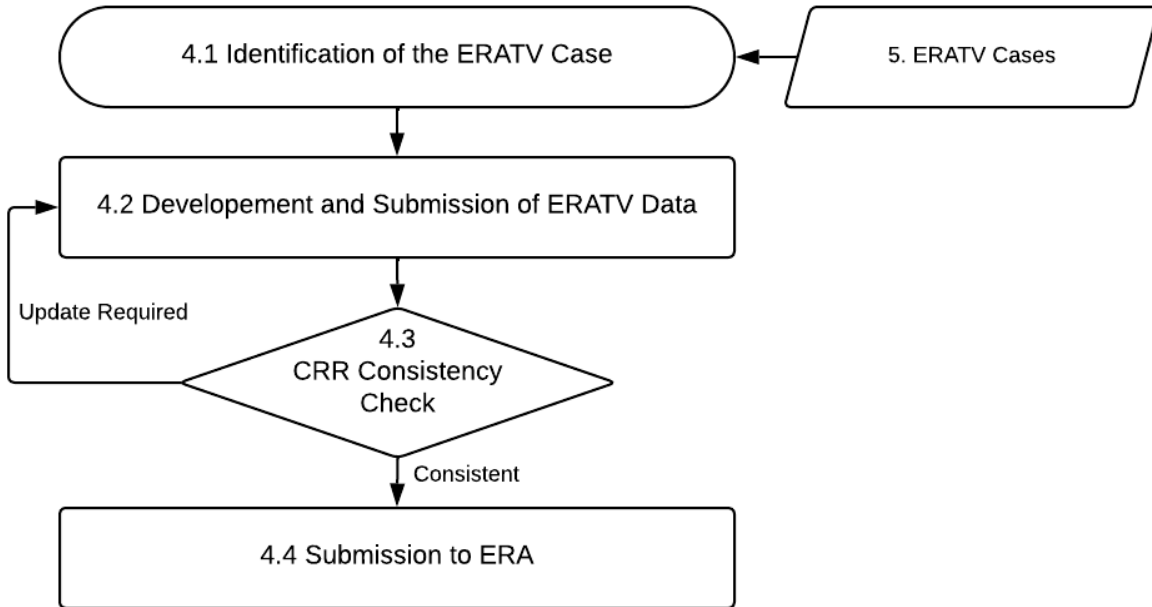 4.1 Identification of the ERATV Case
5. ERATV Cases
4.2 Developement and Submission of ERATV Data
Update Required
4.3
CRR Consistency
Check
Consistent
4.4 Submission to ERA